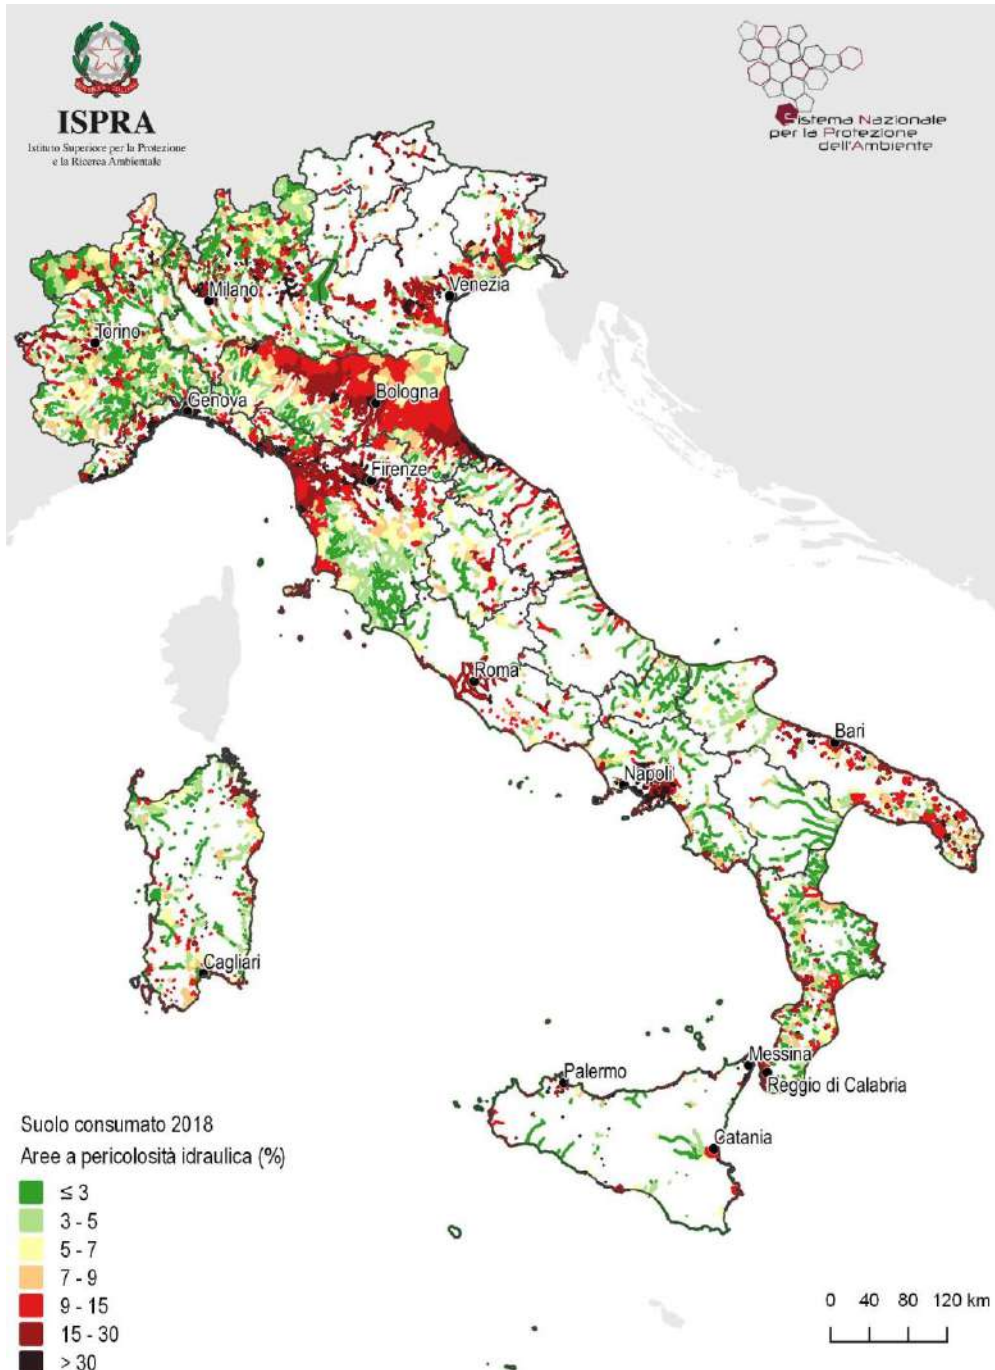 ISPRA
Istituto Superiore per la Protezione
e la Ricerca Ambientale
Sistema Nazionale
per la Protezione
dell'Ambiente
Milano
Venezia
Torino
Genova
Bologna
Firenze
Roma
Bari
Napoli
Cagliari
Messina
Palermo
Reggio di Calabria
Catania
Suolo consumato 2018
Aree a pericolosità idraulica (%)
≤ 3
3 - 5
5 - 7
7 - 9
9 - 15
15 - 30
> 30
0 40 80 120 km